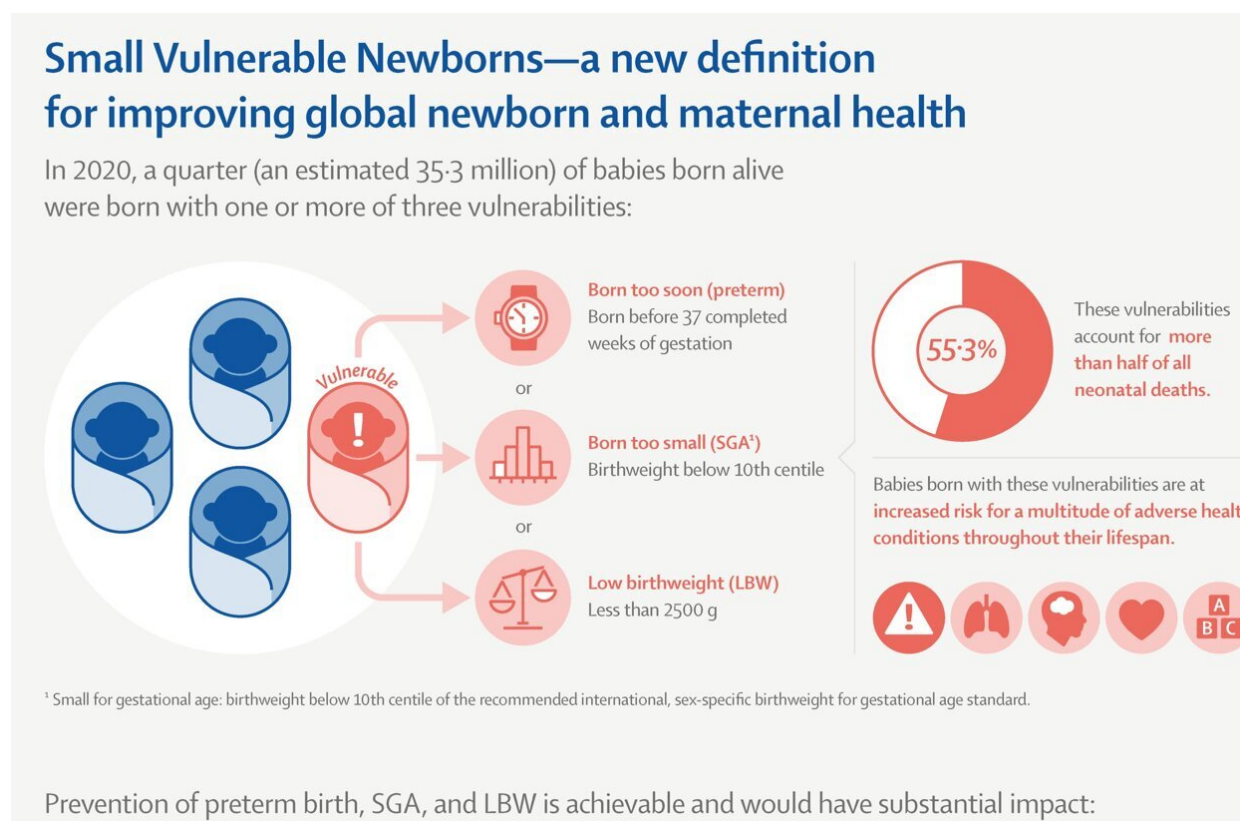 Small Vulnerable Newborns—a new definition
for improving global newborn and maternal health
In 2020, a quarter (an estimated 35·3 million) of babies born alive
were born with one or more of three vulnerabilities:
Vulnerable
!
Born too soon (preterm)
Born before 37 completed
weeks of gestation
or
Born too small (SGA¹)
Birthweight below 10th centile
or
Low birthweight (LBW)
Less than 2500 g
55·3%
These vulnerabilities
account for more
than half of all
neonatal deaths.
Babies born with these vulnerabilities are at
increased risk for a multitude of adverse healt
conditions throughout their lifespan.
!
A
B C
¹ Small for gestational age: birthweight below 10th centile of the recommended international, sex-specific birthweight for gestational age standard.
Prevention of preterm birth, SGA, and LBW is achievable and would have substantial impact: